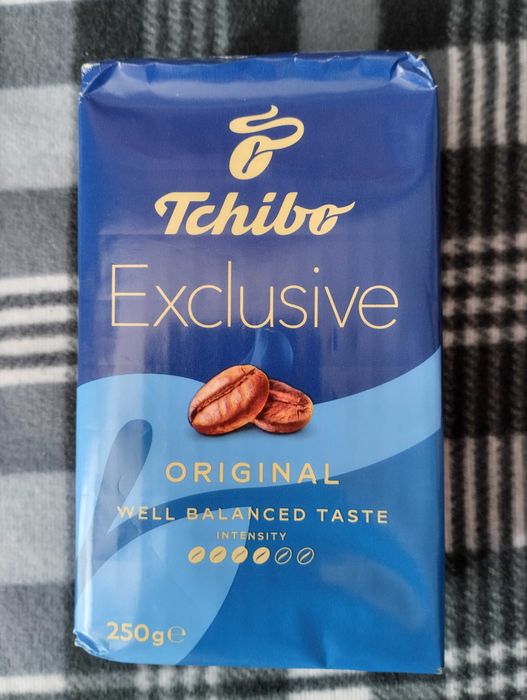 Tchibo
Exclusive
ORIGINAL
WELL BALANCED TASTE
INTENSITY
250g℮